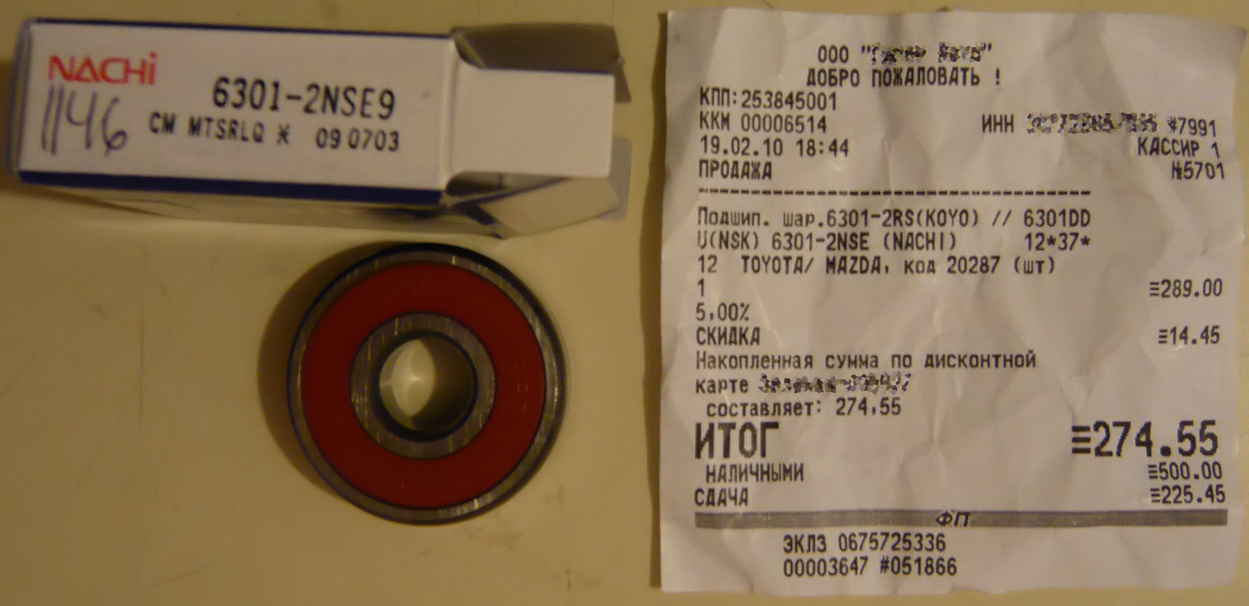 NACHi
1146
6301-2NSE9
CM MTSRLQ X 09 0703
ООО " "
ДОБРО ПОЖАЛОВАТЬ !
КПП:253845001
ККМ 00006514 ИНН #7991
19.02.10 18:44 КАССИР 1
ПРОДАЖА №5701
Подшип. шар.6301-2RS(KOYO) // 6301DD
U(NSK) 6301-2NSE (NACHI) 12*37*
12 TOYOTA/ MAZDA, код 20287 (шт)
1 ≡289.00
5,00%
СКИДКА ≡14.45
Накопленная сумма по дисконтной
карте
составляет: 274,55
ИТОГ ≡274.55
НАЛИЧНЫМИ ≡500.00
СДАЧА ≡225.45
ФП
ЭКЛЗ 0675725336
00003647 #051866